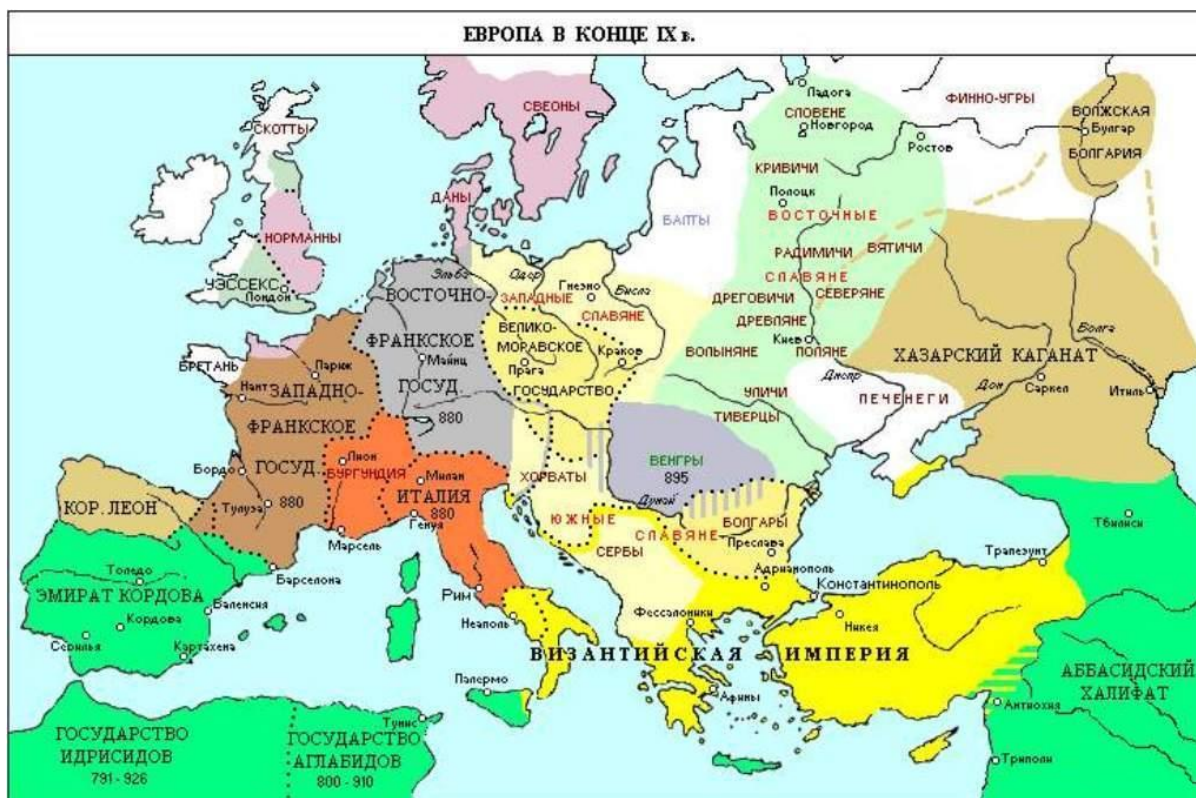 ЕВРОПА В КОНЦЕ IX в.
СКОТТЫ
НОРМАННЫ
УЭССЕКС
Лондон
БРЕТАНЬ
СВЕОНЫ
ДАНЫ
БАЛТЫ
Ладога
СЛОВЕНЕ
Новгород
ФИННО-УГРЫ
Ростов
ВОЛЖСКАЯ
Булгар
БОЛГАРИЯ
КРИВИЧИ
Полоцк
ВОСТОЧНЫЕ
РАДИМИЧИ
ВЯТИЧИ
СЛАВЯНЕ
СЕВЕРЯНЕ
ДРЕГОВИЧИ
ДРЕВЛЯНЕ
Киев
ВОЛЫНЯНЕ
ПОЛЯНЕ
УЛИЧИ
ТИВЕРЦЫ
Днепр
ПЕЧЕНЕГИ
ХАЗАРСКИЙ КАГАНАТ
Волга
Дон
Саркел
Итиль
Эльба
Одер
Висла
Гнезно
ЗАПАДНЫЕ
СЛАВЯНЕ
ВЕЛИКО-
МОРАВСКОЕ
Прага
Краков
ГОСУДАРСТВО
ВОСТОЧНО-
ФРАНКСКОЕ
Майнц
ГОСУД.
880
Париж
Нант
ЗАПАДНО-
ФРАНКСКОЕ
ГОСУД.
880
Бордо
Тулуза
Лион
БУРГУНДИЯ
Милан
ИТАЛИЯ
880
Генуя
Марсель
Рим
Неаполь
ВЕНГРЫ
895
Дунай
ХОРВАТЫ
ЮЖНЫЕ
СЛАВЯНЕ
СЕРБЫ
БОЛГАРЫ
Преслава
Адрианополь
Константинополь
Фессалоники
Никея
Трапезунт
Тбилиси
ВИЗАНТИЙСКАЯ ИМПЕРИЯ
Афины
АББАСИДСКИЙ
ХАЛИФАТ
Антиохия
Триполи
КОР. ЛЕОН
Барселона
Толедо
ЭМИРАТ КОРДОВА
Валенсия
Кордова
Картахена
Палермо
Тунис
ГОСУДАРСТВО
ИДРИСИДОВ
791 - 926
ГОСУДАРСТВО
АГЛАБИДОВ
800 - 910